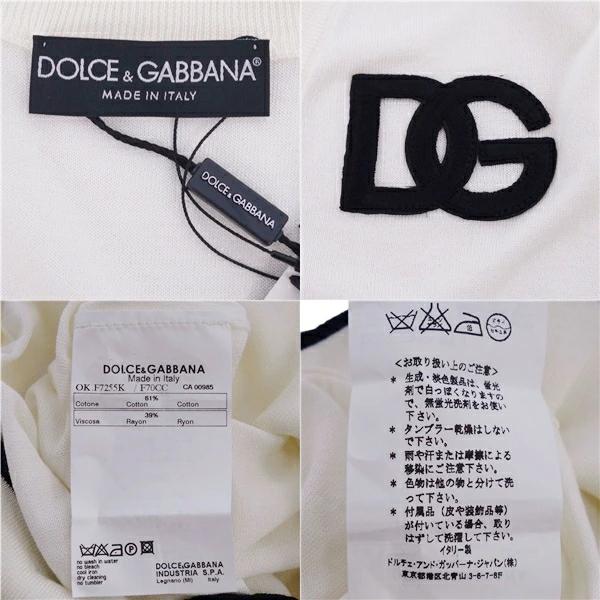 DOLCE & GABBANA®
MADE IN ITALY
DOLCE & GABBANA
DG
DOLCE&GABBANA
Made in Italy
OK.F7255K / F70CC CA 00985
61%
Cotone Cotton Cotton
39%
Viscosa Rayon Ryon
no wash in water
no bleach
cool iron
dry cleaning
no tumbler
DOLCE&GABBANA
INDUSTRIA S.P.A.
Legnano (MI) Italy
<お取り扱い上のご注意>
* 生成・淡色製品は、蛍光
剤で白っぽくなりますの
で、無蛍光洗剤をお使い
下さい。
* タンブラー乾燥はしない
で下さい。
* 雨や汗または摩擦による
移染にご注意下さい。
* 色物は他の物と分けて洗
って下さい。
* 付属品(皮や装飾品等)
が付いている場合、取り
はずして洗濯して下さい。
イタリー製
ドルチェ・アンド・ガッバーナ・ジャパン(株)
東京都港区北青山3-6-7-8F